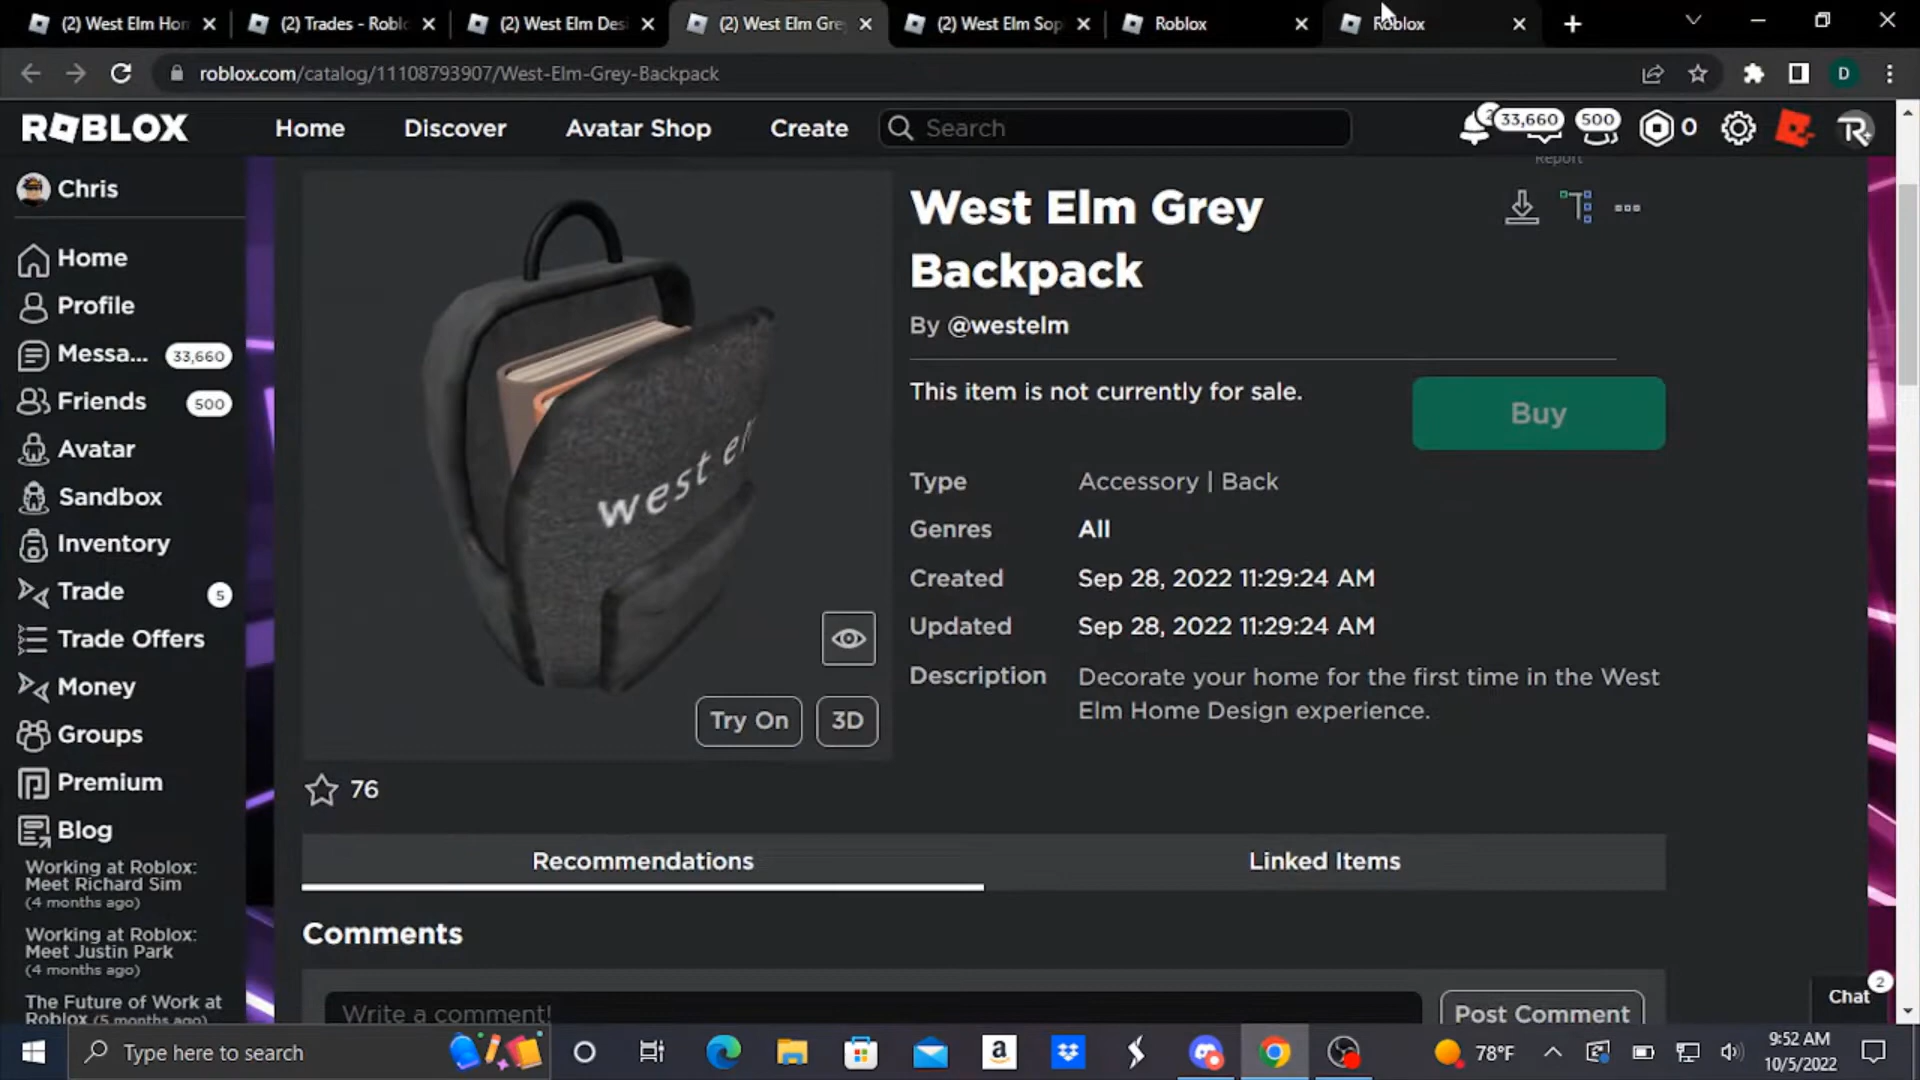 (2) West Elm Hom
(2) Trades - Roblo
(2) West Elm Des
(2) West Elm Gre
(2) West Elm Sop
Roblox
Roblox
roblox.com/catalog/11108793907/West-Elm-Grey-Backpack
D
ROBLOX
Home
Discover
Avatar Shop
Create
Search
2
33,660
500
0
Report
Chris
Home
Profile
Messa... 33,660
Friends 500
Avatar
Sandbox
Inventory
Trade 5
Trade Offers
Money
Groups
Premium
Blog
Working at Roblox:
Meet Richard Sim
(4 months ago)
Working at Roblox:
Meet Justin Park
(4 months ago)
The Future of Work at
Roblox (5 months ago)
west el
Try On
3D
76
West Elm Grey
Backpack
By @westelm
This item is not currently for sale.
Buy
Type Accessory | Back
Genres All
Created Sep 28, 2022 11:29:24 AM
Updated Sep 28, 2022 11:29:24 AM
Description Decorate your home for the first time in the West
Elm Home Design experience.
Recommendations
Linked Items
Comments
Write a comment!
Post Comment
Chat 2
Type here to search
78°F
9:52 AM
10/5/2022